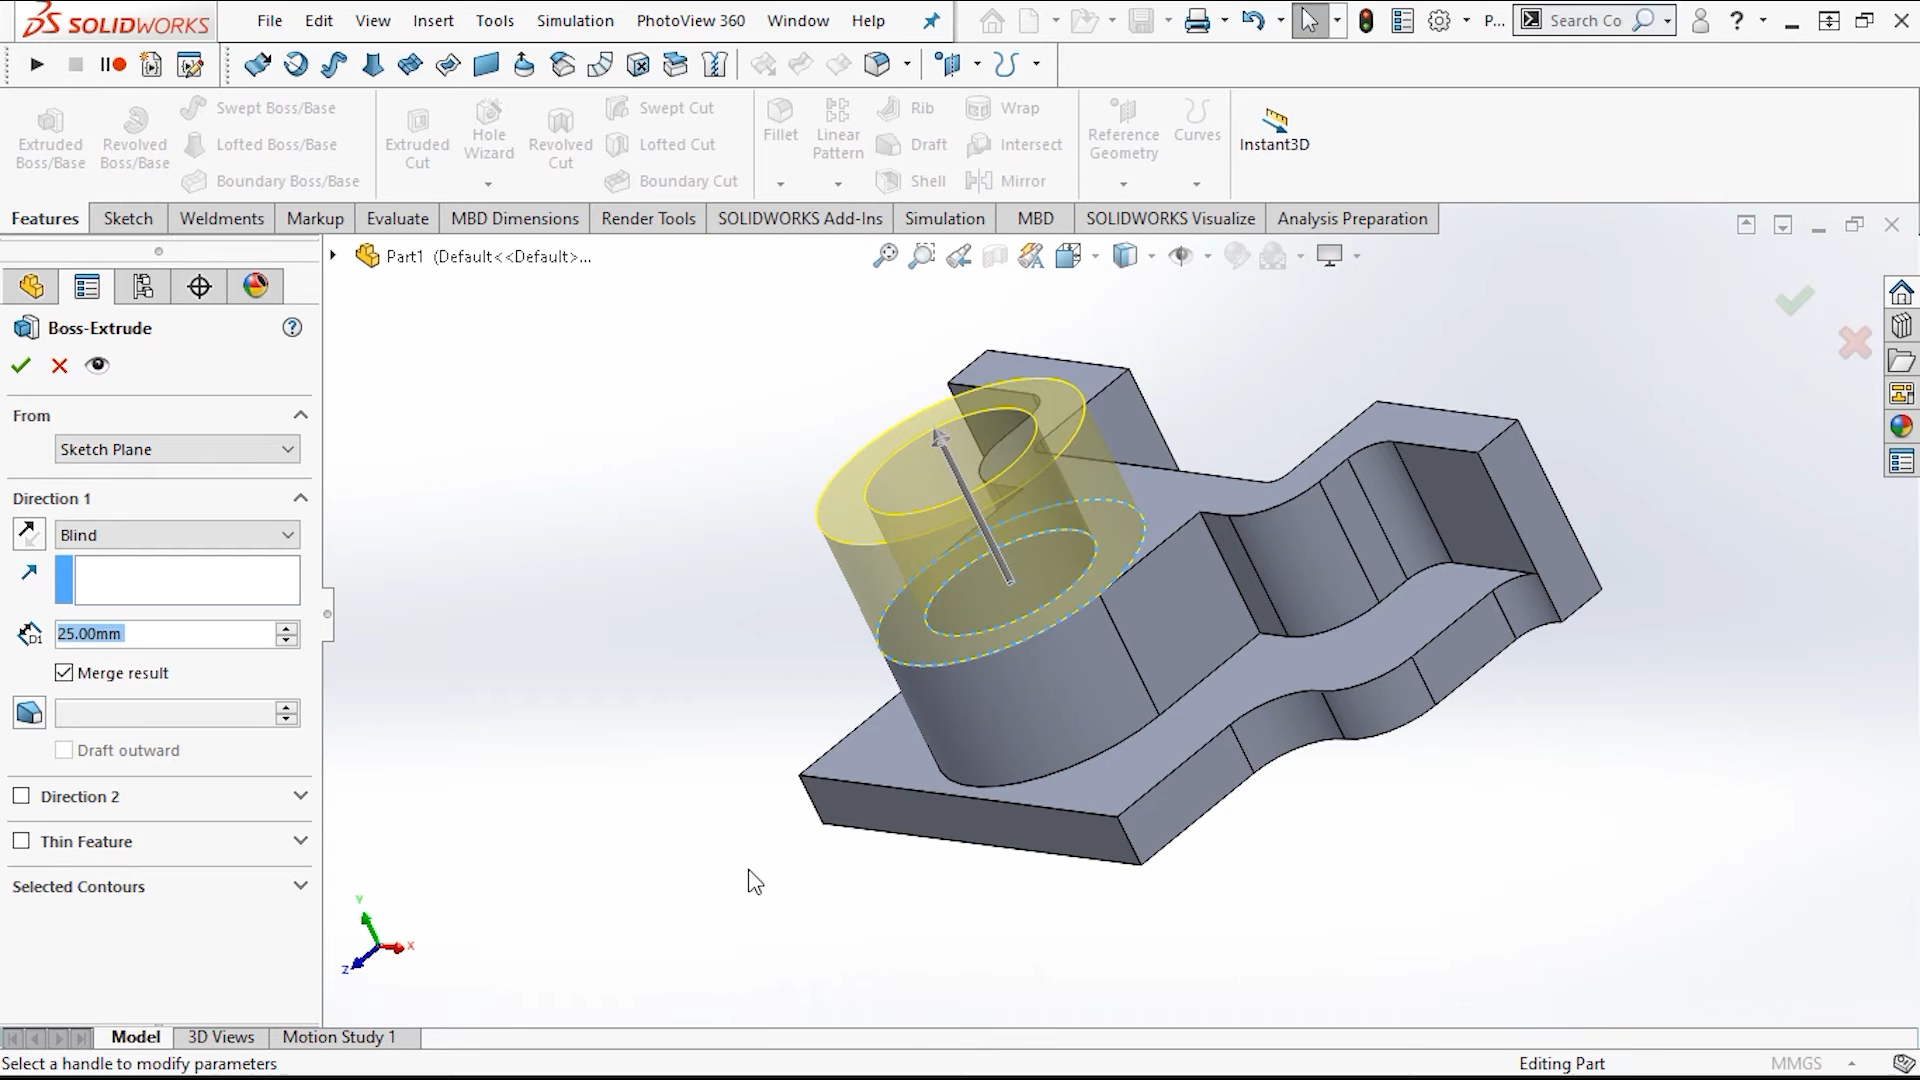 SOLIDWORKS File Edit View Insert Tools Simulation PhotoView 360 Window Help P... Search Co ?
Extruded Boss/Base
Revolved Boss/Base
Swept Boss/Base
Lofted Boss/Base
Boundary Boss/Base
Extruded Cut
Hole Wizard
Revolved Cut
Swept Cut
Lofted Cut
Boundary Cut
Fillet
Linear Pattern
Rib
Draft
Shell
Wrap
Intersect
Mirror
Reference Geometry
Curves
Instant3D
Features Sketch Weldments Markup Evaluate MBD Dimensions Render Tools SOLIDWORKS Add-Ins Simulation MBD SOLIDWORKS Visualize Analysis Preparation
Part1 (Default<<Default>...
Boss-Extrude
From
Sketch Plane
Direction 1
Blind
D1 25.00mm
Merge result
Draft outward
Direction 2
Thin Feature
Selected Contours
Y
X
Z
Model 3D Views Motion Study 1
Select a handle to modify parameters Editing Part MMGS